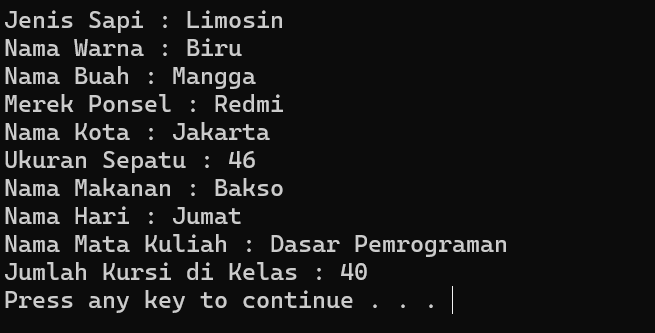 Jenis Sapi : Limosin
Nama Warna : Biru
Nama Buah : Mangga
Merek Ponsel : Redmi
Nama Kota : Jakarta
Ukuran Sepatu : 46
Nama Makanan : Bakso
Nama Hari : Jumat
Nama Mata Kuliah : Dasar Pemrograman
Jumlah Kursi di Kelas : 40
Press any key to continue . . .